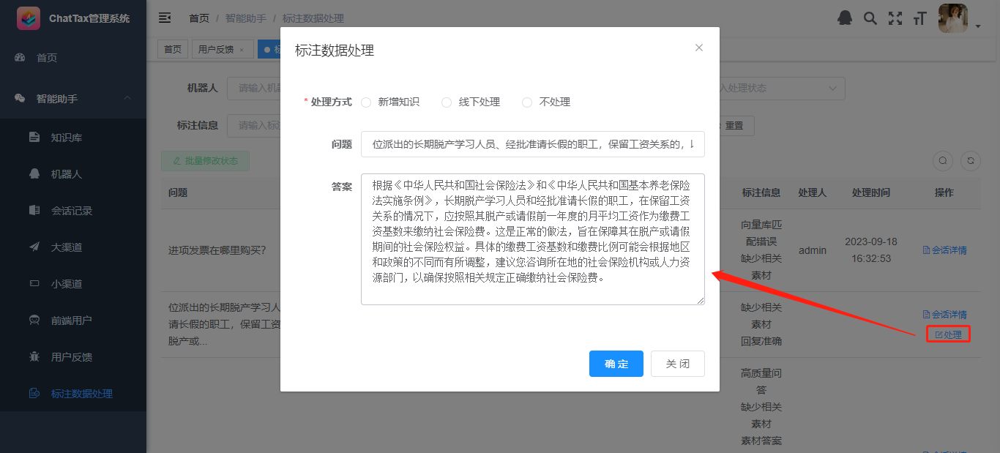 ChatTax管理系统
首页 / 智能助手 / 标注数据处理
首页
智能助手
知识库
机器人
会话记录
大渠道
小渠道
前端用户
用户反馈
标注数据处理
首页
用户反馈 ×
标
机器人
请输入机器
入处理状态
标注信息
请输入标注
重置
批量修改状态
问题
标注信息
处理人
处理时间
操作
进项发票在哪里购买？
向量库匹
配错误
缺少相关
素材
admin
2023-09-18
16:32:53
会话详情
位派出的长期脱产学习人
请长假的职工，保留工资
脱产或...
缺少相关
素材
回复准确
会话详情
处理
高质量问
答
缺少相关
素材
素材答案
会话详情
标注数据处理
* 处理方式
新增知识
线下处理
不处理
问题
位派出的长期脱产学习人员、经批准请长假的职工，保留工资关系的，
答案
根据《中华人民共和国社会保险法》和《中华人民共和国基本养老保险
法实施条例》，长期脱产学习人员和经批准请长假的职工，在保留工资
关系的情况下，应按照其脱产或请假前一年度的月平均工资作为缴费工
资基数来缴纳社会保险费。这是正常的做法，旨在保障其在脱产或请假
期间的社会保险权益。具体的缴费工资基数和缴费比例可能会根据地区
和政策的不同而有所调整，建议您咨询所在地的社会保险机构或人力资
源部门，以确保按照相关规定正确缴纳社会保险费。
确 定
关 闭